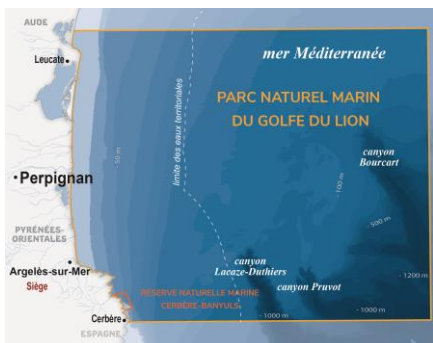 AUDE
Leucate
mer Méditerranée
PARC NATUREL MARIN
DU GOLFE DU LION
limite des eaux territoriales
- 50 m
canyon
Bourcart
Perpignan
- 100 m
- 500 m
PYRÉNÉES-
ORIENTALES
canyon
Lacaze-Duthiers
- 1200 m
Argelès-sur-Mer
Siège
canyon Pruvot
RÉSERVE NATURELLE MARINE
CERBÈRE-BANYULS
Cerbère
- 1000 m
- 1000 m
ESPAGNE